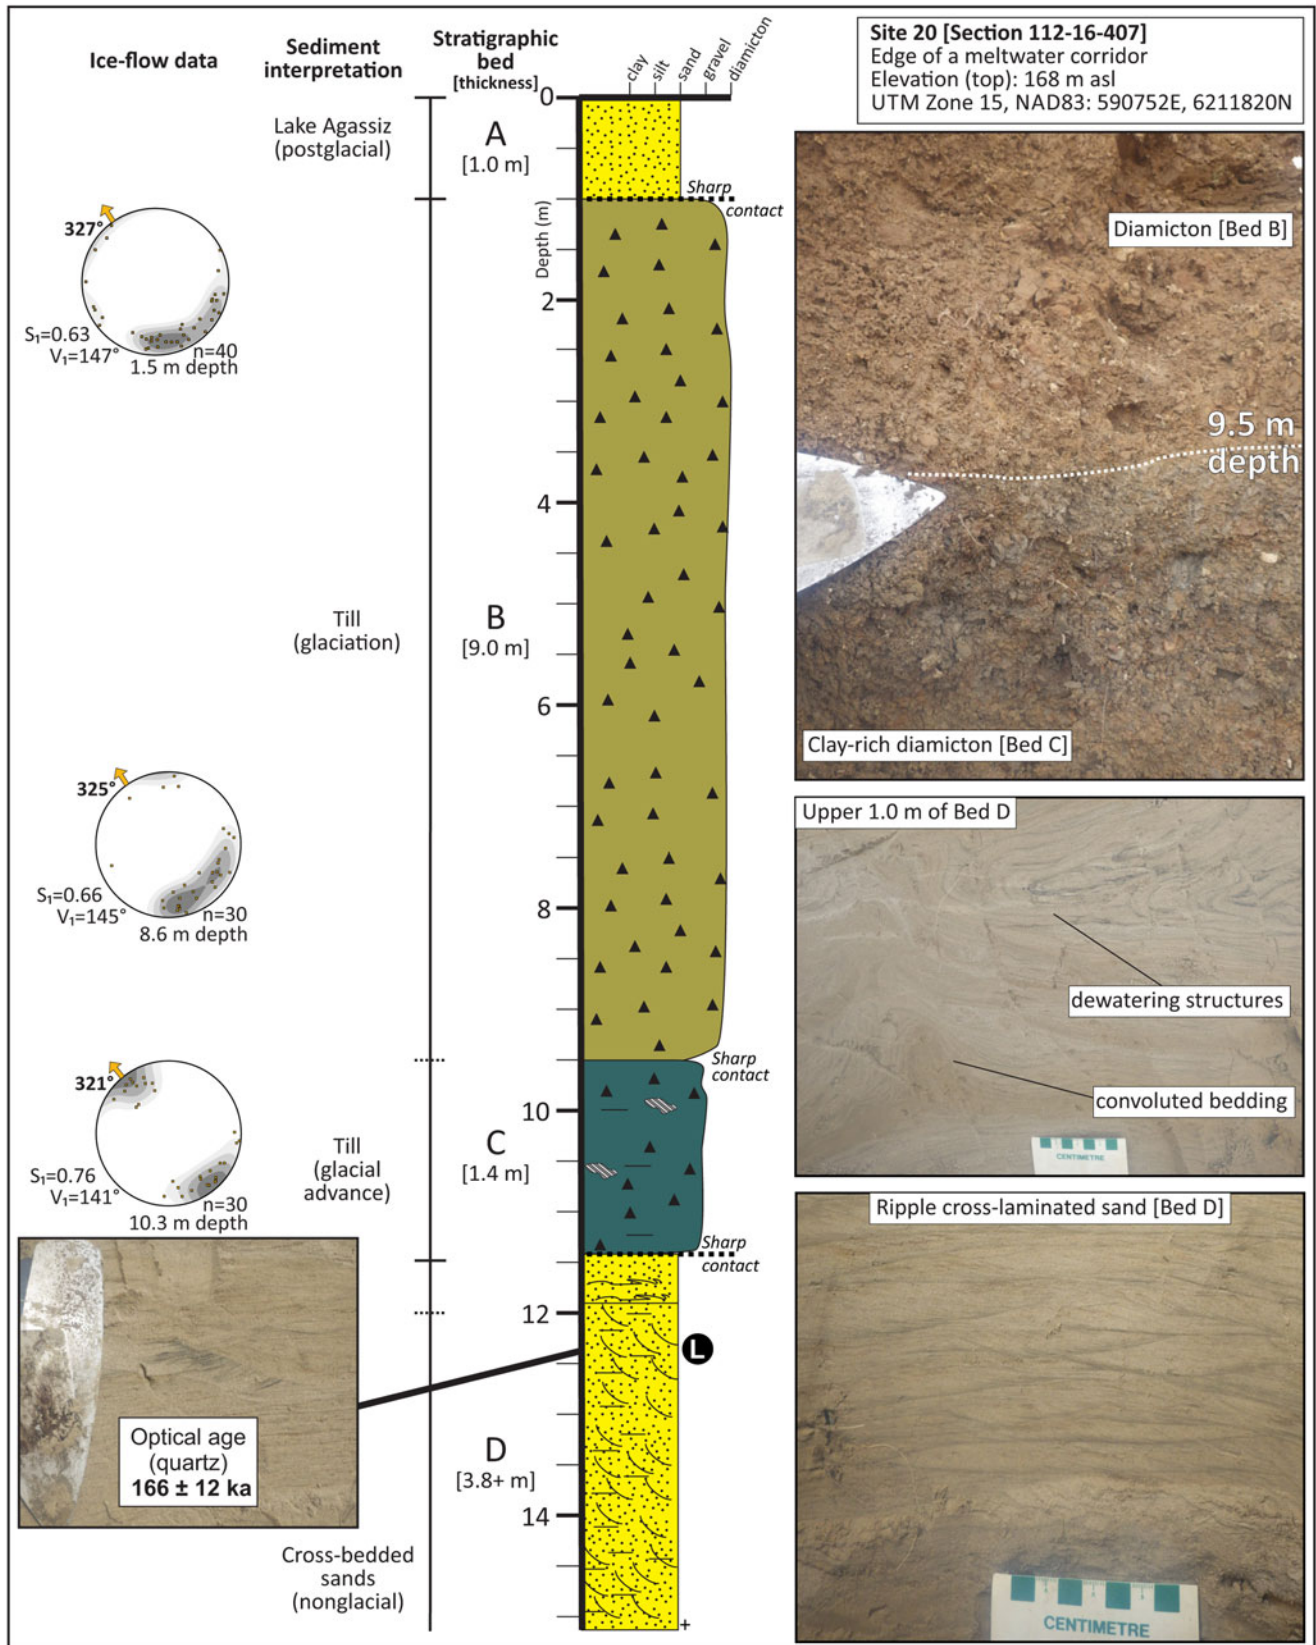 Ice-flow data
Sediment
interpretation
Stratigraphic
bed
[thickness]
clay
silt
sand
gravel
diamicton
Site 20 [Section 112-16-407]
Edge of a meltwater corridor
Elevation (top): 168 m asl
UTM Zone 15, NAD83: 590752E, 6211820N
0
2
4
6
8
10
12
14
Depth (m)
Lake Agassiz
(postglacial)
A
[1.0 m]
Sharp
contact
327°
S₁=0.63
V₁=147°
n=40
1.5 m depth
Till
(glaciation)
B
[9.0 m]
325°
S₁=0.66
V₁=145°
n=30
8.6 m depth
Sharp
contact
321°
S₁=0.76
V₁=141°
n=30
10.3 m depth
Till
(glacial
advance)
C
[1.4 m]
Sharp
contact
L
Optical age
(quartz)
166 ± 12 ka
D
[3.8+ m]
Cross-bedded
sands
(nonglacial)
+
Diamicton [Bed B]
9.5 m
depth
Clay-rich diamicton [Bed C]
Upper 1.0 m of Bed D
dewatering structures
convoluted bedding
CENTIMETRE
Ripple cross-laminated sand [Bed D]
CENTIMETRE